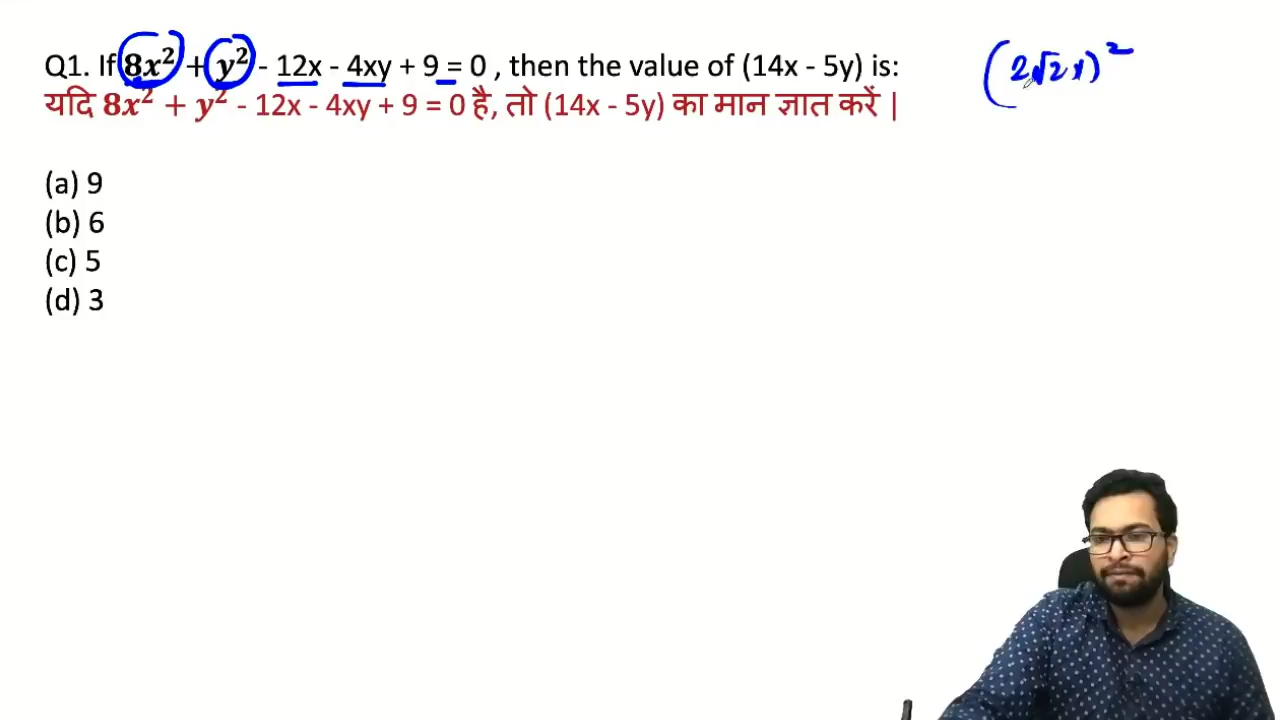 Q1. If 8x² + y² - 12x - 4xy + 9 = 0 , then the value of (14x - 5y) is:
(2√2x)²
यदि 8x² + y² - 12x - 4xy + 9 = 0 है, तो (14x - 5y) का मान ज्ञात करें |
(a) 9
(b) 6
(c) 5
(d) 3